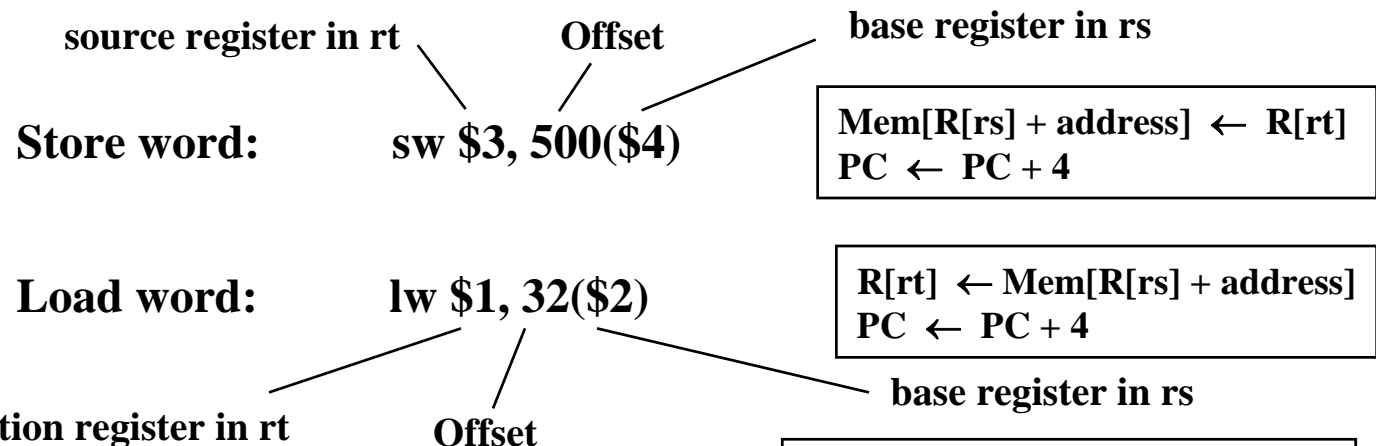 source register in rt Offset base register in rs
Store word: sw $3, 500($4)
Mem[R[rs] + address] ← R[rt]
PC ← PC + 4
Load word: lw $1, 32($2)
R[rt] ← Mem[R[rs] + address]
PC ← PC + 4
base register in rs
tion register in rt Offset